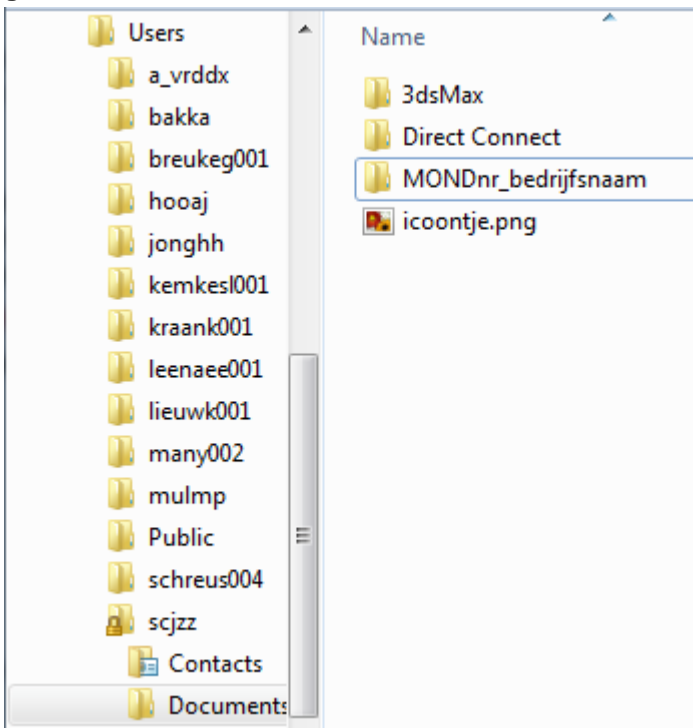 Users
a_vrddx
bakka
breukeg001
hooaj
jonghh
kemkesl001
kraank001
leenaee001
lieuwk001
many002
mulmp
Public
schreus004
scjzz
Contacts
Documents
Name
3dsMax
Direct Connect
MONDnr_bedrijfsnaam
icoontje.png